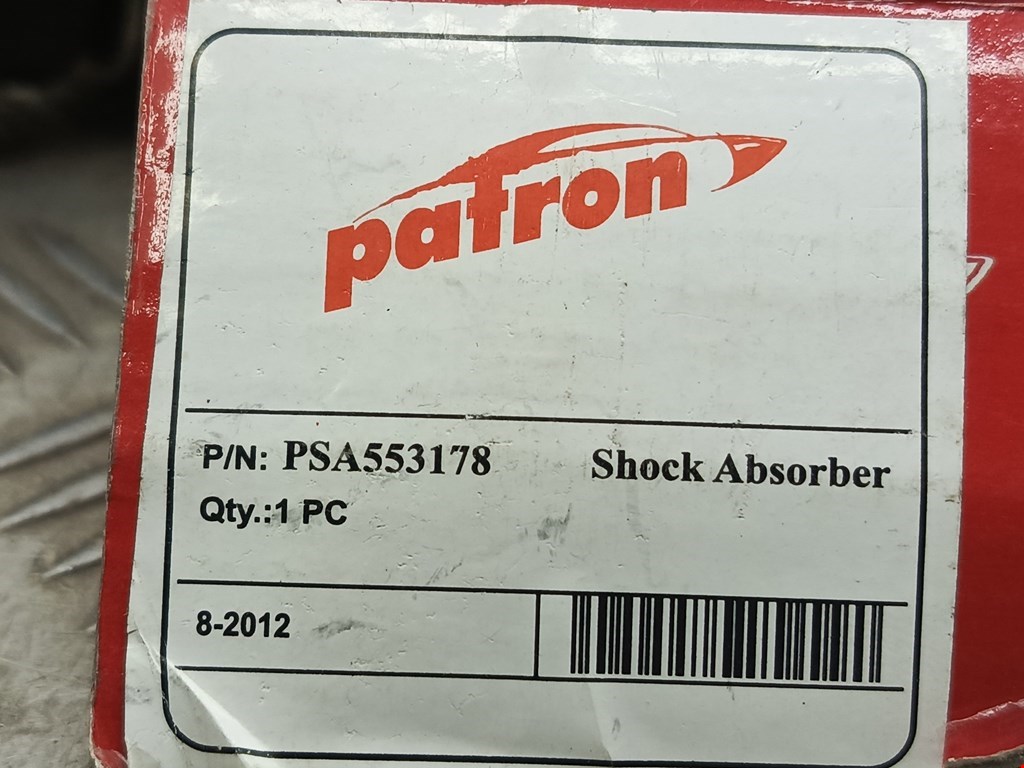 patron
P/N: PSA553178 Shock Absorber
Qty.:1 PC
8-2012